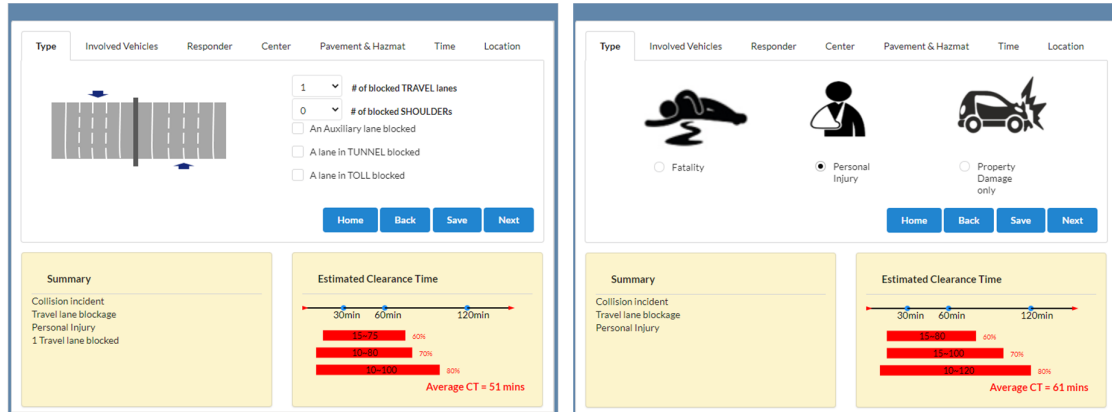 Type Involved Vehicles Responder Center Pavement & Hazmat Time Location
1 # of blocked TRAVEL lanes
0 # of blocked SHOULDERs
An Auxiliary lane blocked
A lane in TUNNEL blocked
A lane in TOLL blocked
Home Back Save Next
Summary
Collision incident
Travel lane blockage
Personal Injury
1 Travel lane blocked
Estimated Clearance Time
30min 60min 120min
15~75 60%
10~80 70%
10~100 80%
Average CT = 51 mins
Type Involved Vehicles Responder Center Pavement & Hazmat Time Location
Fatality
Personal
Injury
Property
Damage
only
Home Back Save Next
Summary
Collision incident
Travel lane blockage
Personal Injury
Estimated Clearance Time
30min 60min 120min
15~80 60%
15~100 70%
10~120 80%
Average CT = 61 mins